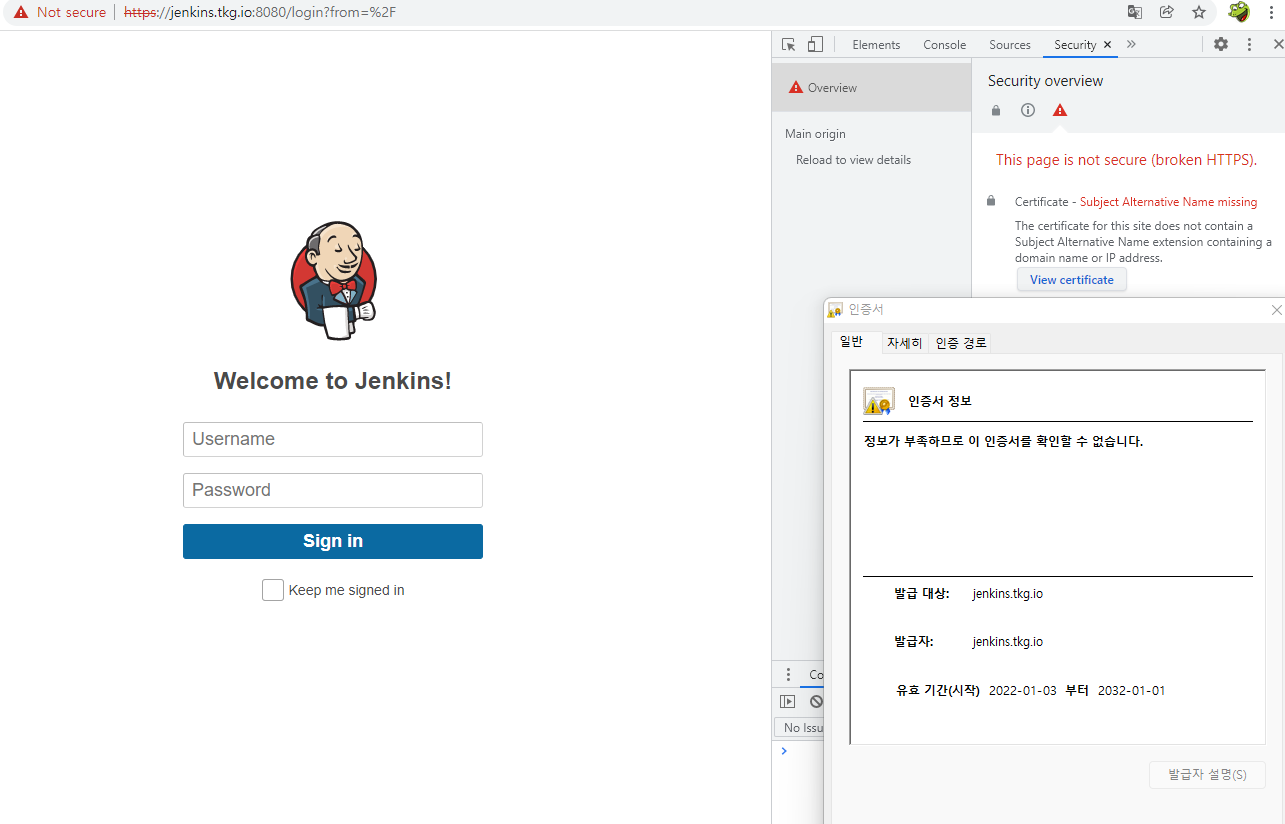 Not secure | https://jenkins.tkg.io:8080/login?from=%2F
Welcome to Jenkins!
Username
Password
Sign in
Keep me signed in
Elements Console Sources Security × »
Overview
Main origin
Reload to view details
Security overview
This page is not secure (broken HTTPS).
Certificate - Subject Alternative Name missing
The certificate for this site does not contain a
Subject Alternative Name extension containing a
domain name or IP address.
View certificate
Co
No Issu
인증서
일반 자세히 인증 경로
인증서 정보
정보가 부족하므로 이 인증서를 확인할 수 없습니다.
발급 대상: jenkins.tkg.io
발급자: jenkins.tkg.io
유효 기간(시작) 2022-01-03 부터 2032-01-01
발급자 설명(S)